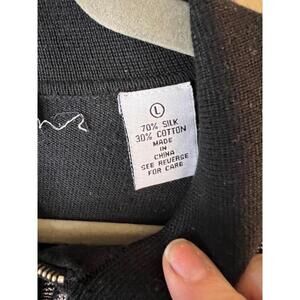 L
70% SILK
30% COTTON
MADE
IN
CHINA
SEE REVERSE
FOR CARE